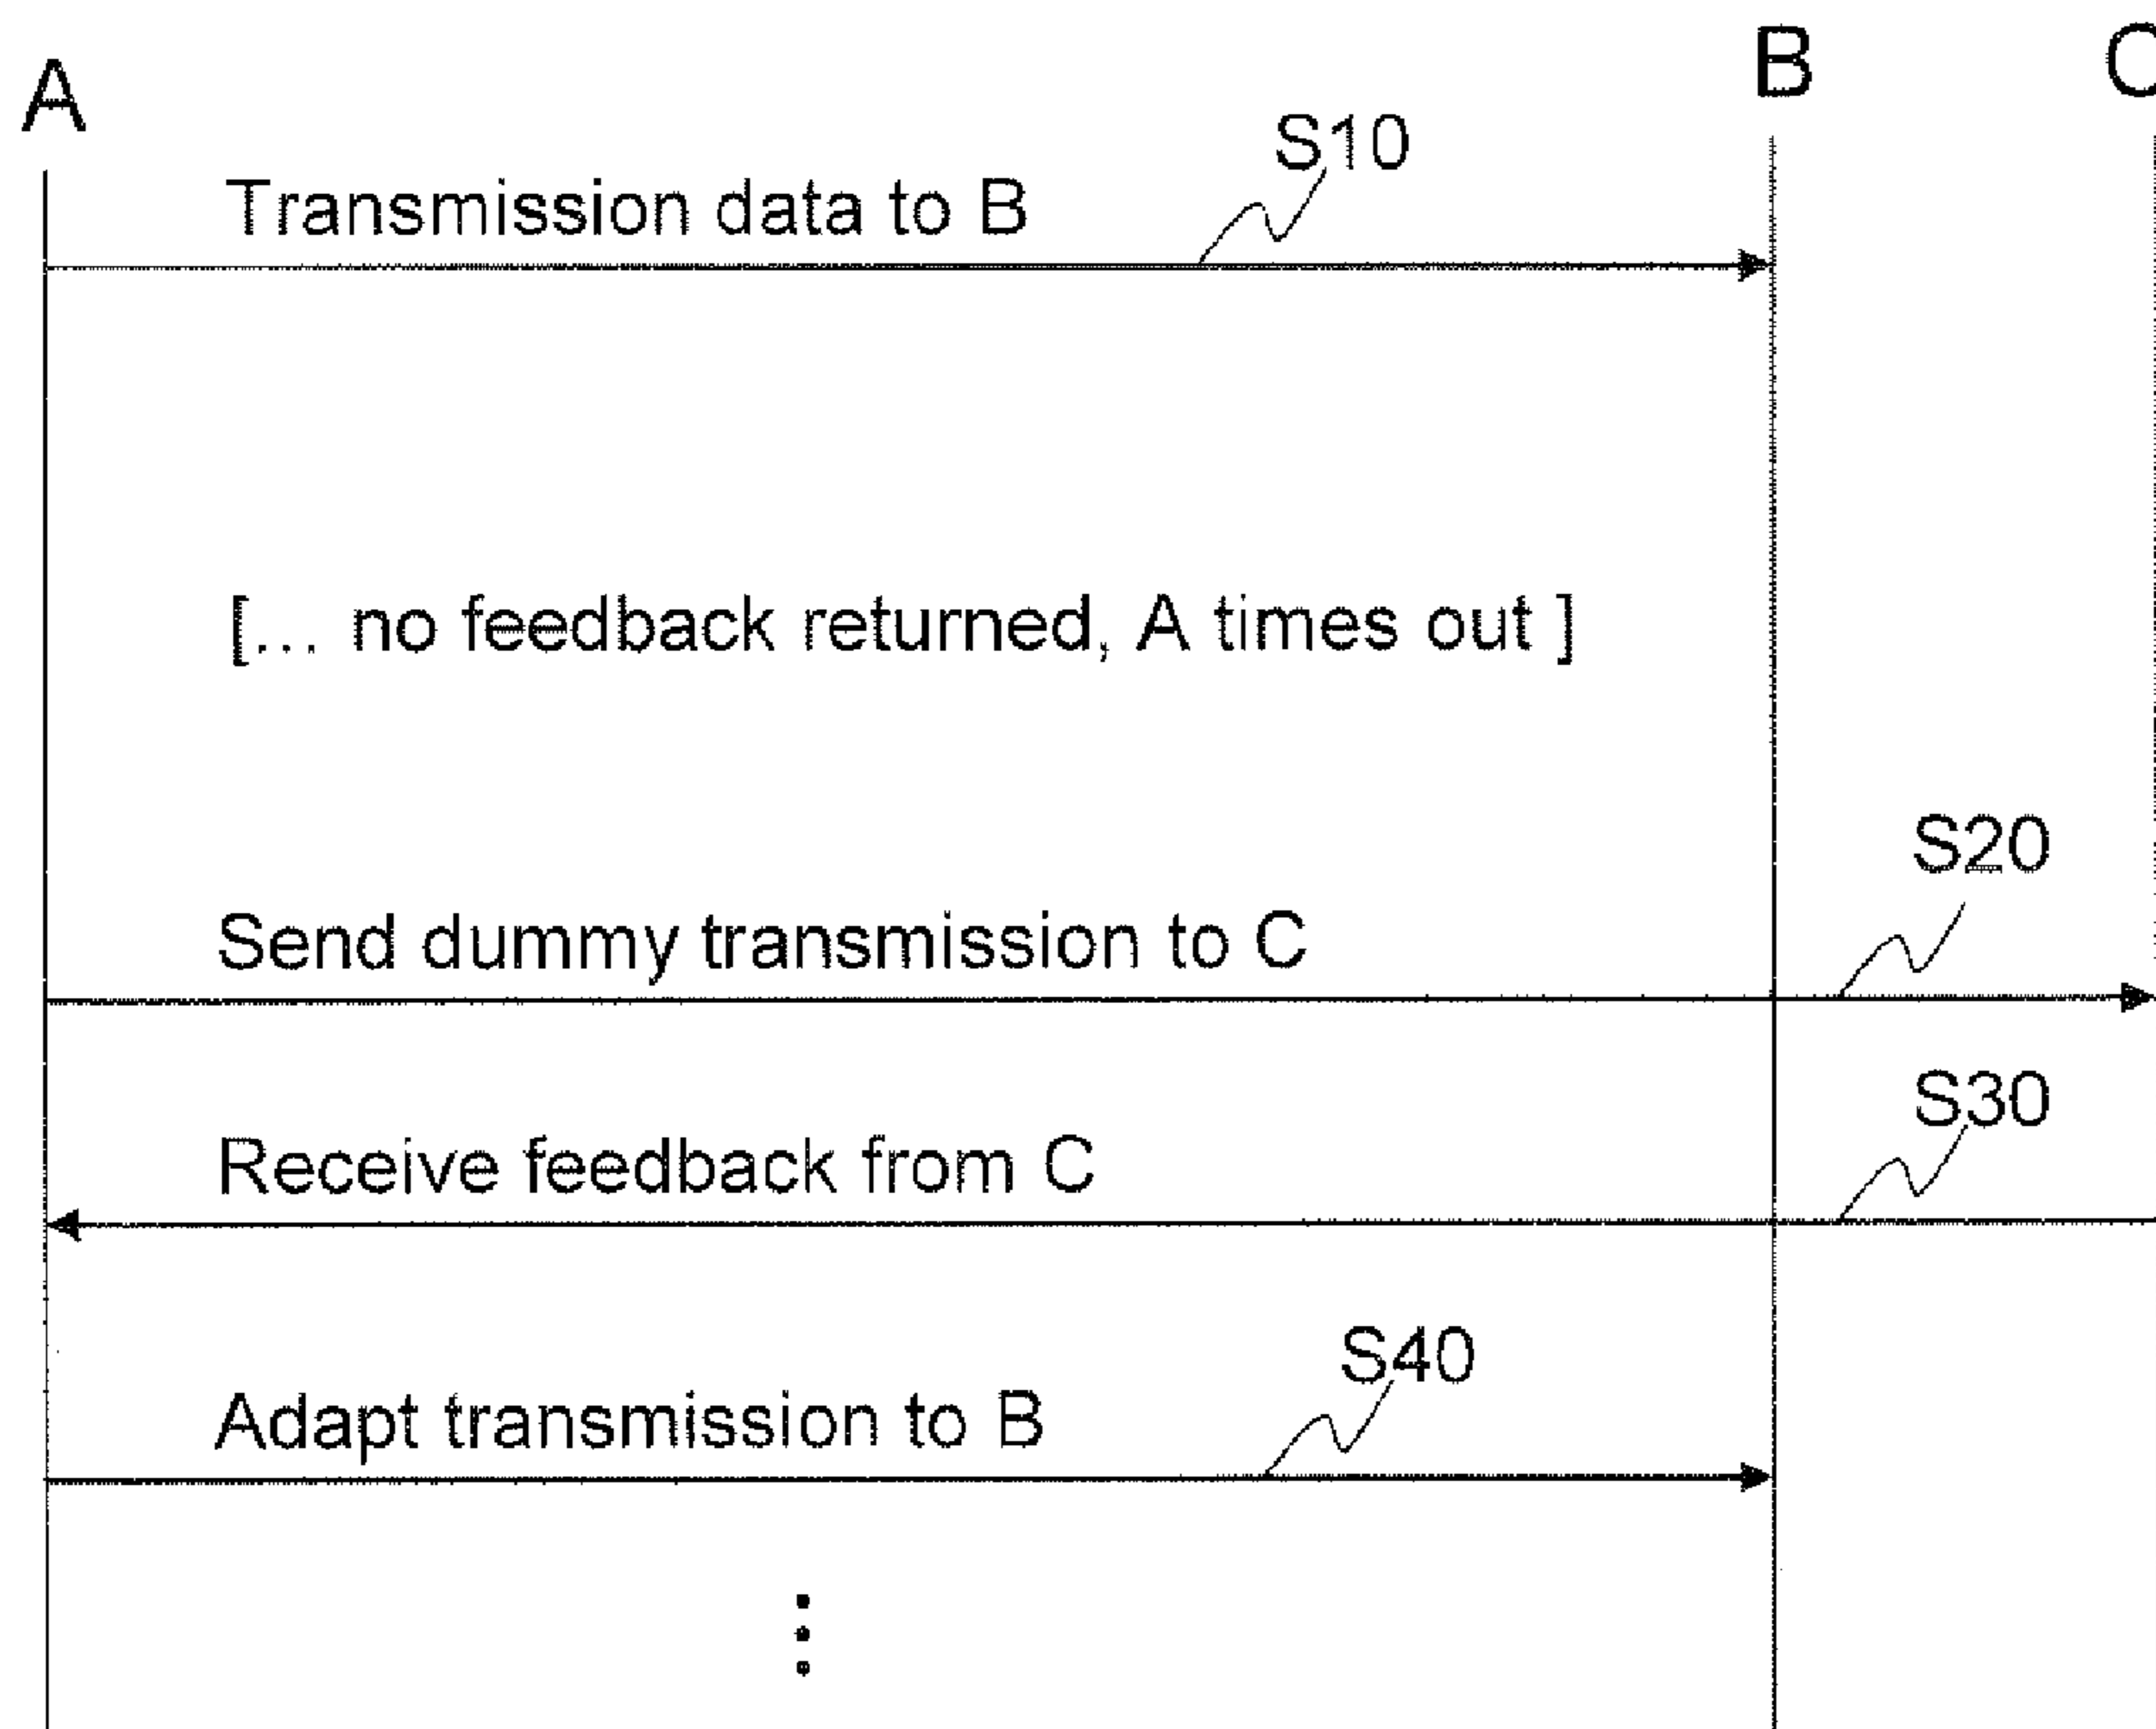 A B C
S10
Transmission data to B
[... no feedback returned, A times out ]
S20
Send dummy transmission to C
S30
Receive feedback from C
S40
Adapt transmission to B